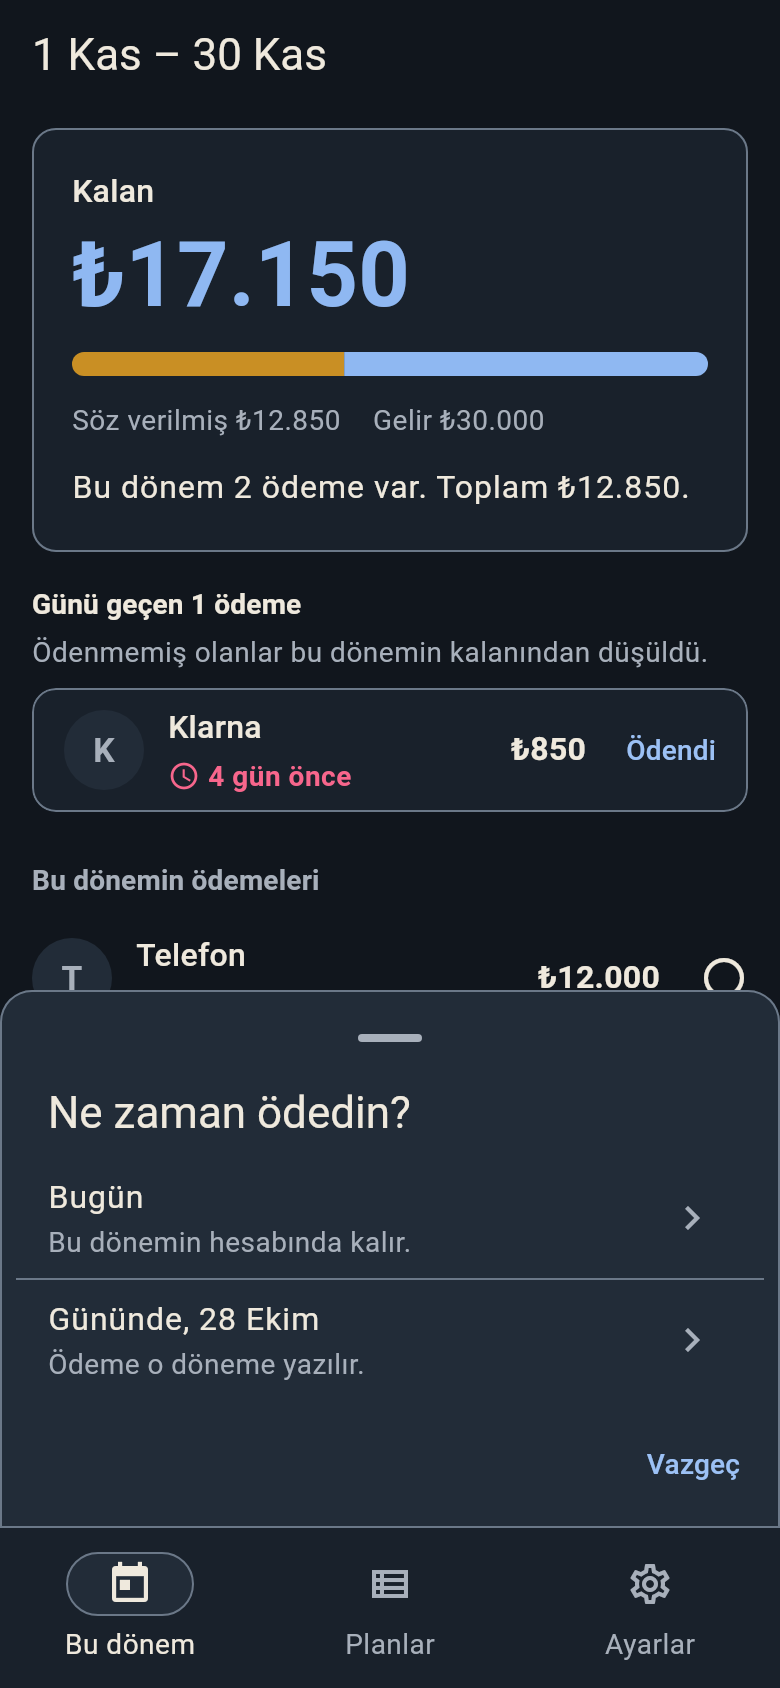 1 Kas – 30 Kas
Kalan
₺17.150
Söz verilmiş ₺12.850 Gelir ₺30.000
Bu dönem 2 ödeme var. Toplam ₺12.850.
Günü geçen 1 ödeme
Ödenmemiş olanlar bu dönemin kalanından düşüldü.
K
Klarna
₺850
Ödendi
4 gün önce
Bu dönemin ödemeleri
T
Telefon
₺12.000
Ne zaman ödedin?
Bugün
Bu dönemin hesabında kalır.
Gününde, 28 Ekim
Ödeme o döneme yazılır.
Vazgeç
Bu dönem
Planlar
Ayarlar